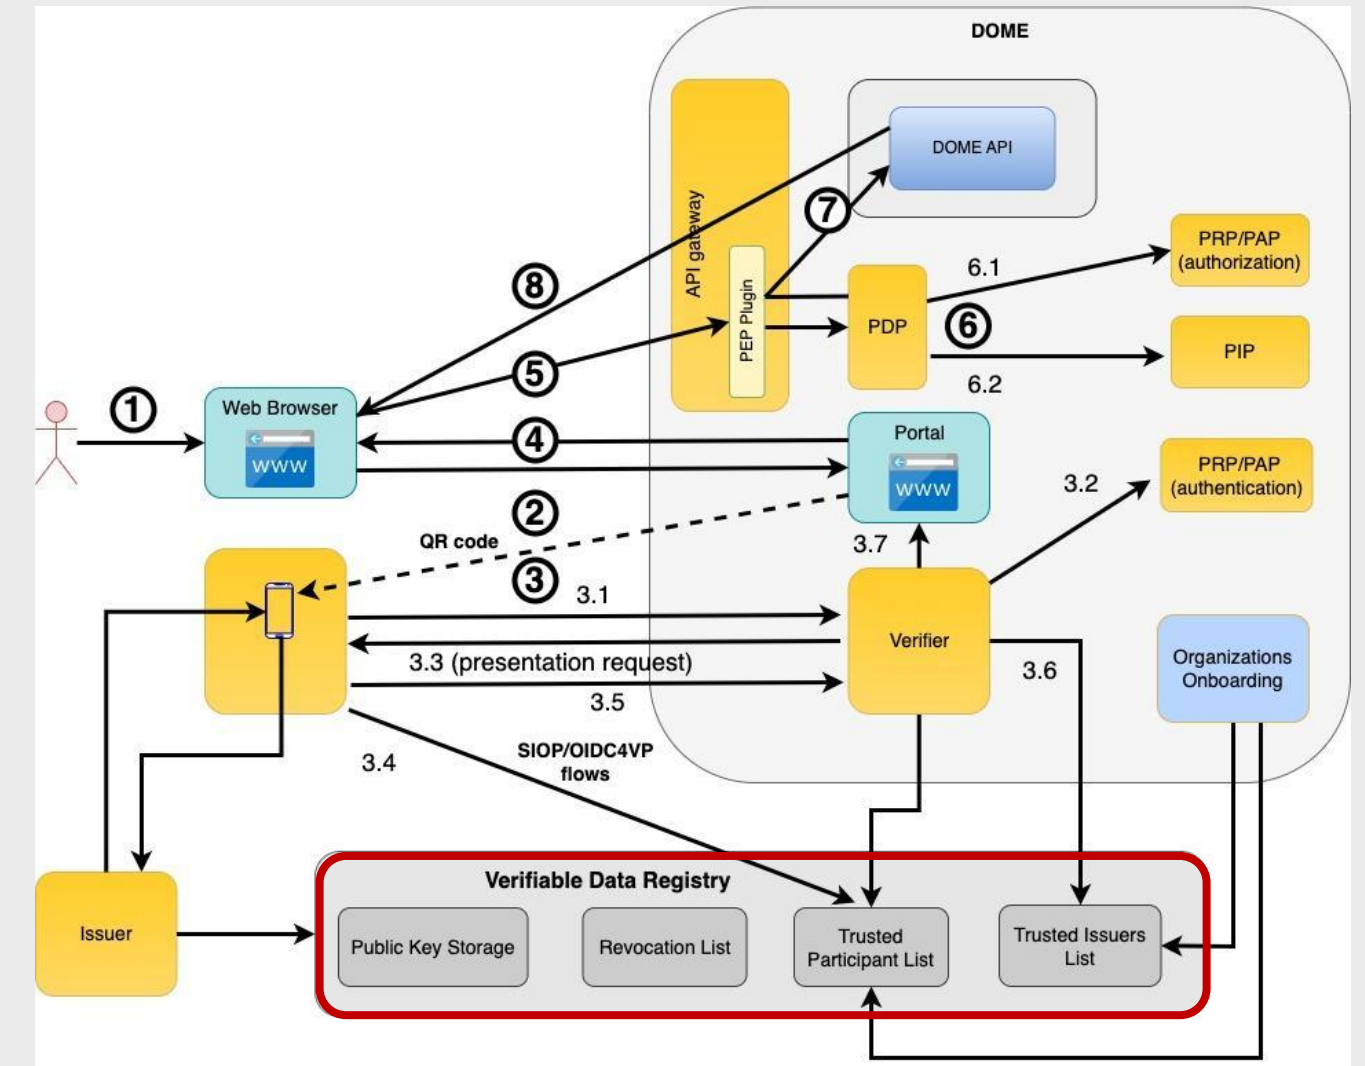 DOME
DOME API
API gateway
PEP Plugin
7
8
5
PDP
6.1
6
6.2
PRP/PAP
(authorization)
PIP
1
Web Browser
WWW
4
Portal
WWW
PRP/PAP
(authentication)
3.2
2
QR code
3
3.7
3.1
Verifier
3.3 (presentation request)
3.5
3.6
Organizations
Onboarding
3.4
SIOP/OIDC4VP
flows
Issuer
Verifiable Data Registry
Public Key Storage
Revocation List
Trusted
Participant List
Trusted Issuers
List